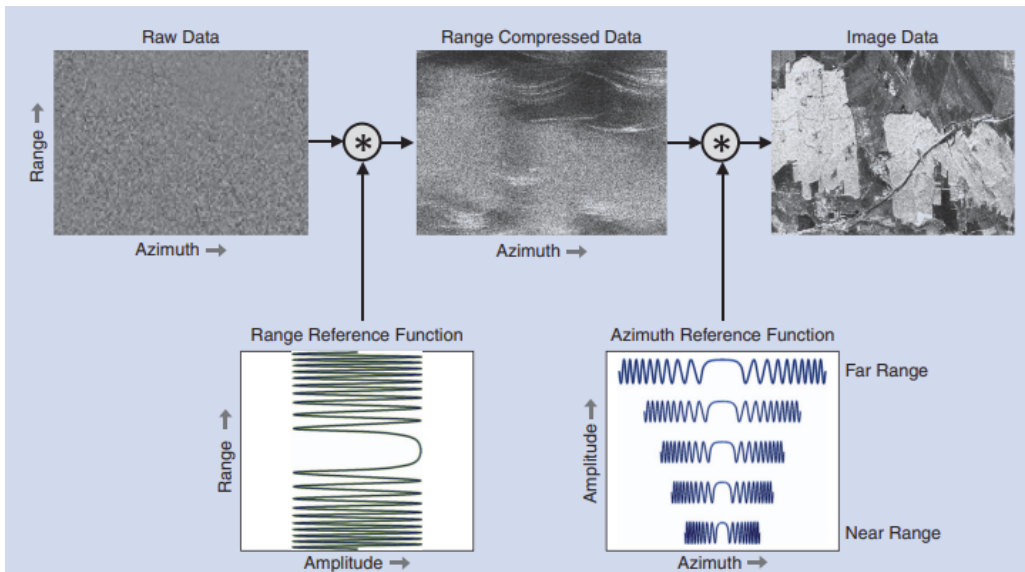 Raw Data
Range Compressed Data
Image Data
Range
*
*
Azimuth
Azimuth
Range Reference Function
Azimuth Reference Function
Far Range
Range
Amplitude
Near Range
Amplitude
Azimuth